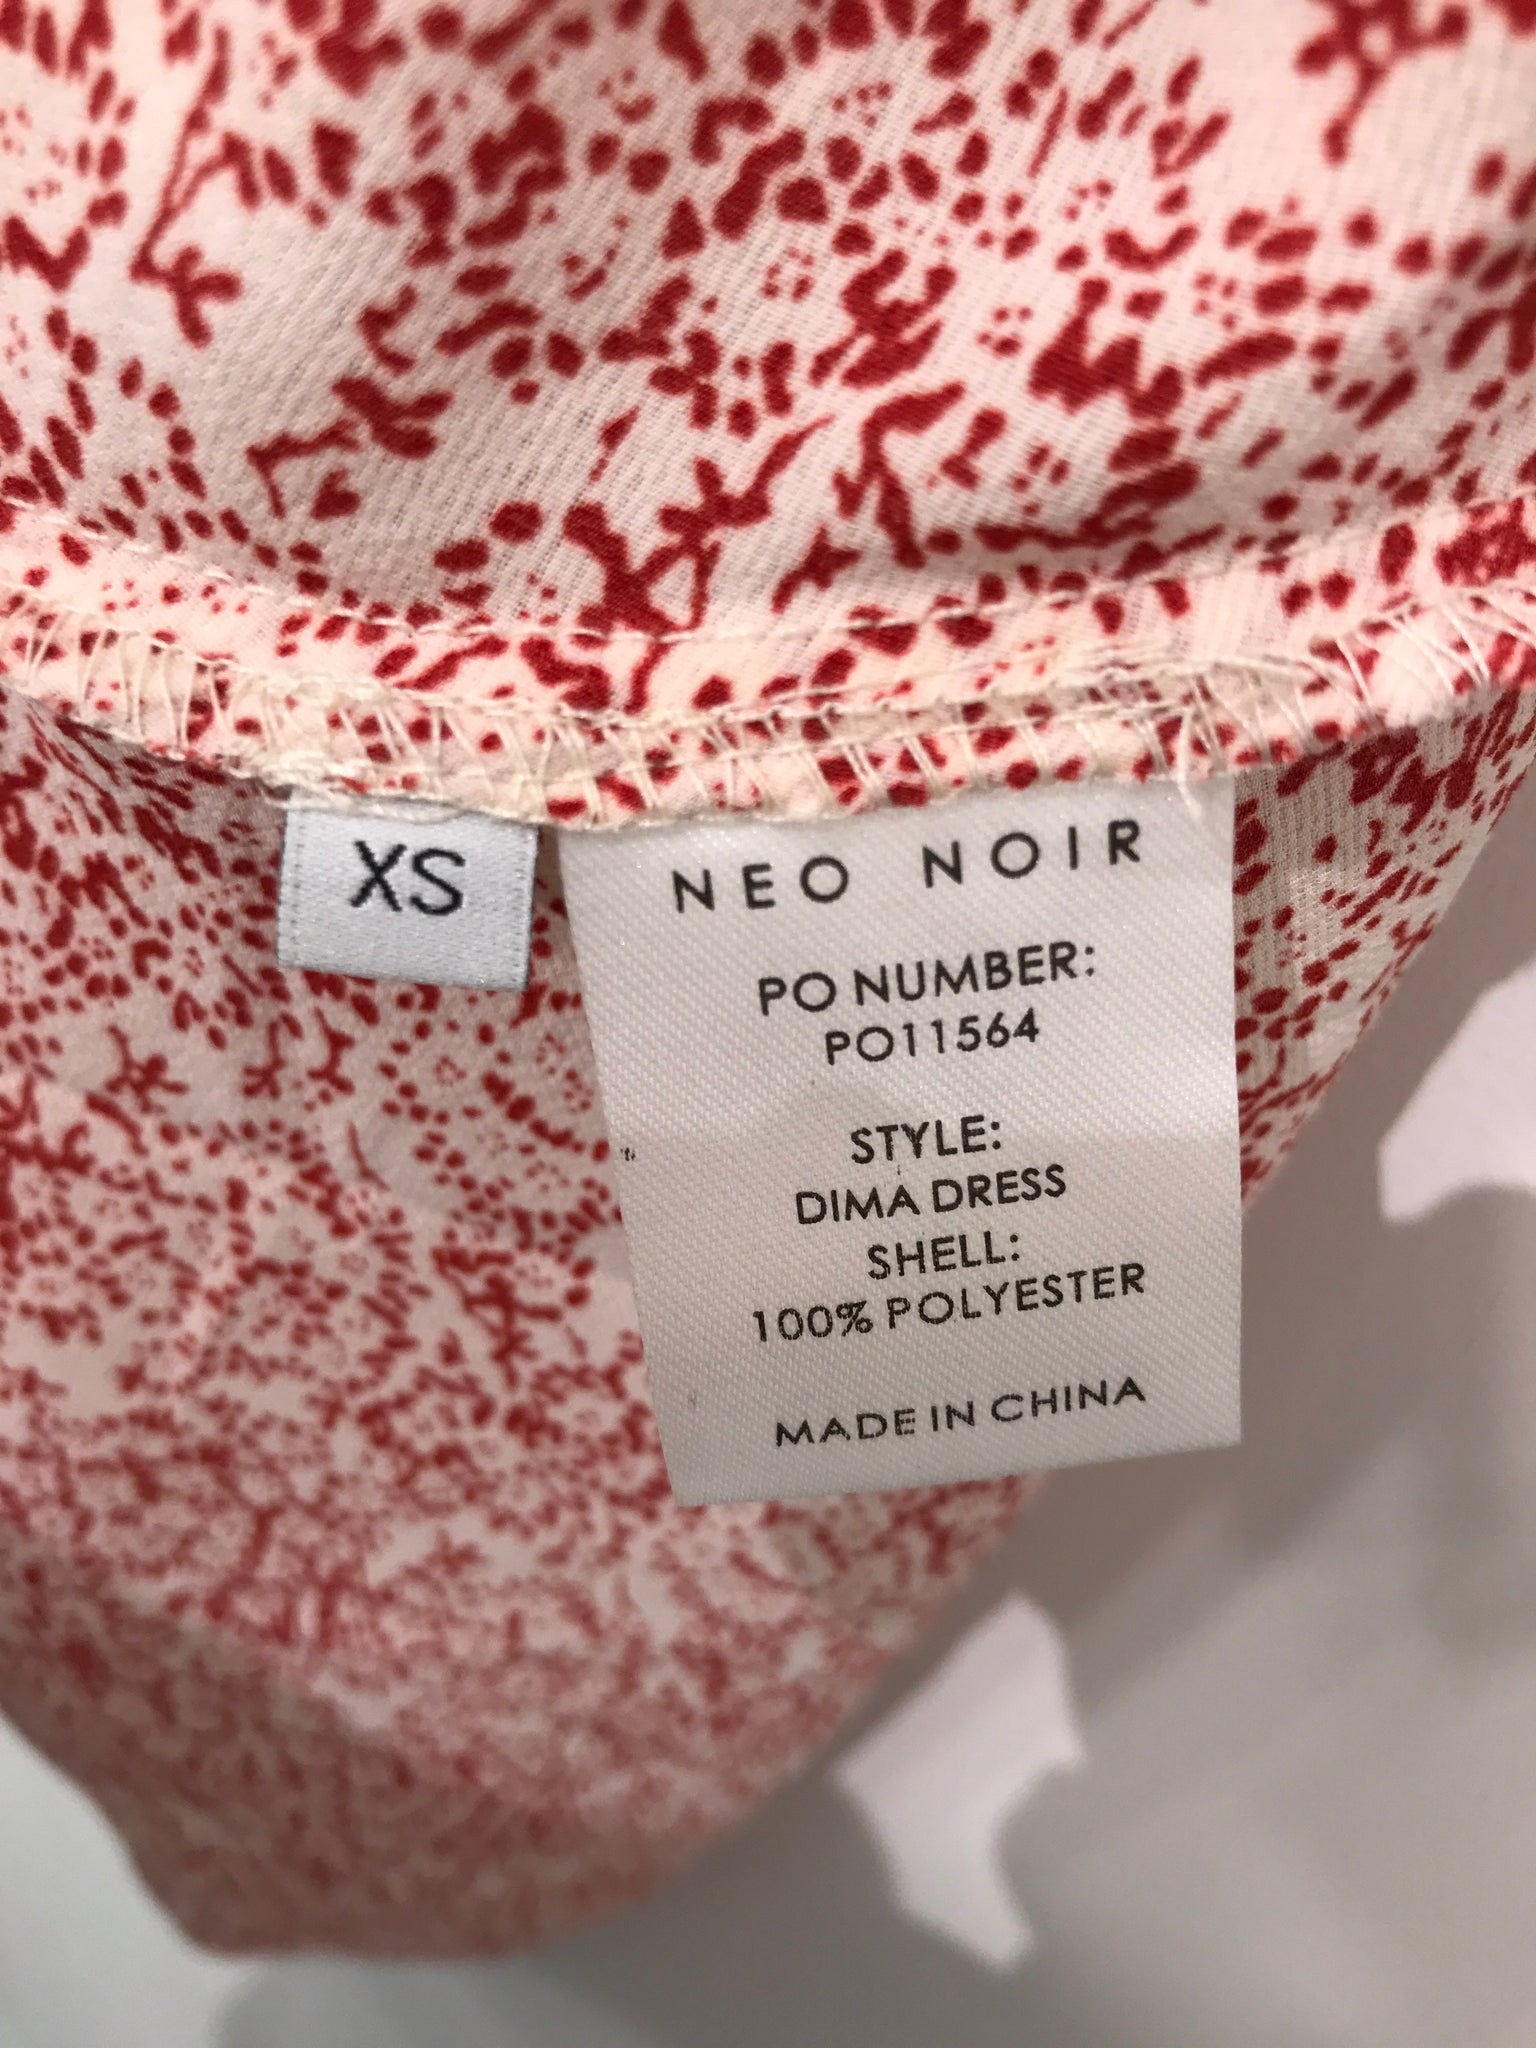 XS
NEO NOIR
PO NUMBER:
PO11564
STYLE:
DIMA DRESS
SHELL:
100% POLYESTER
MADE IN CHINA